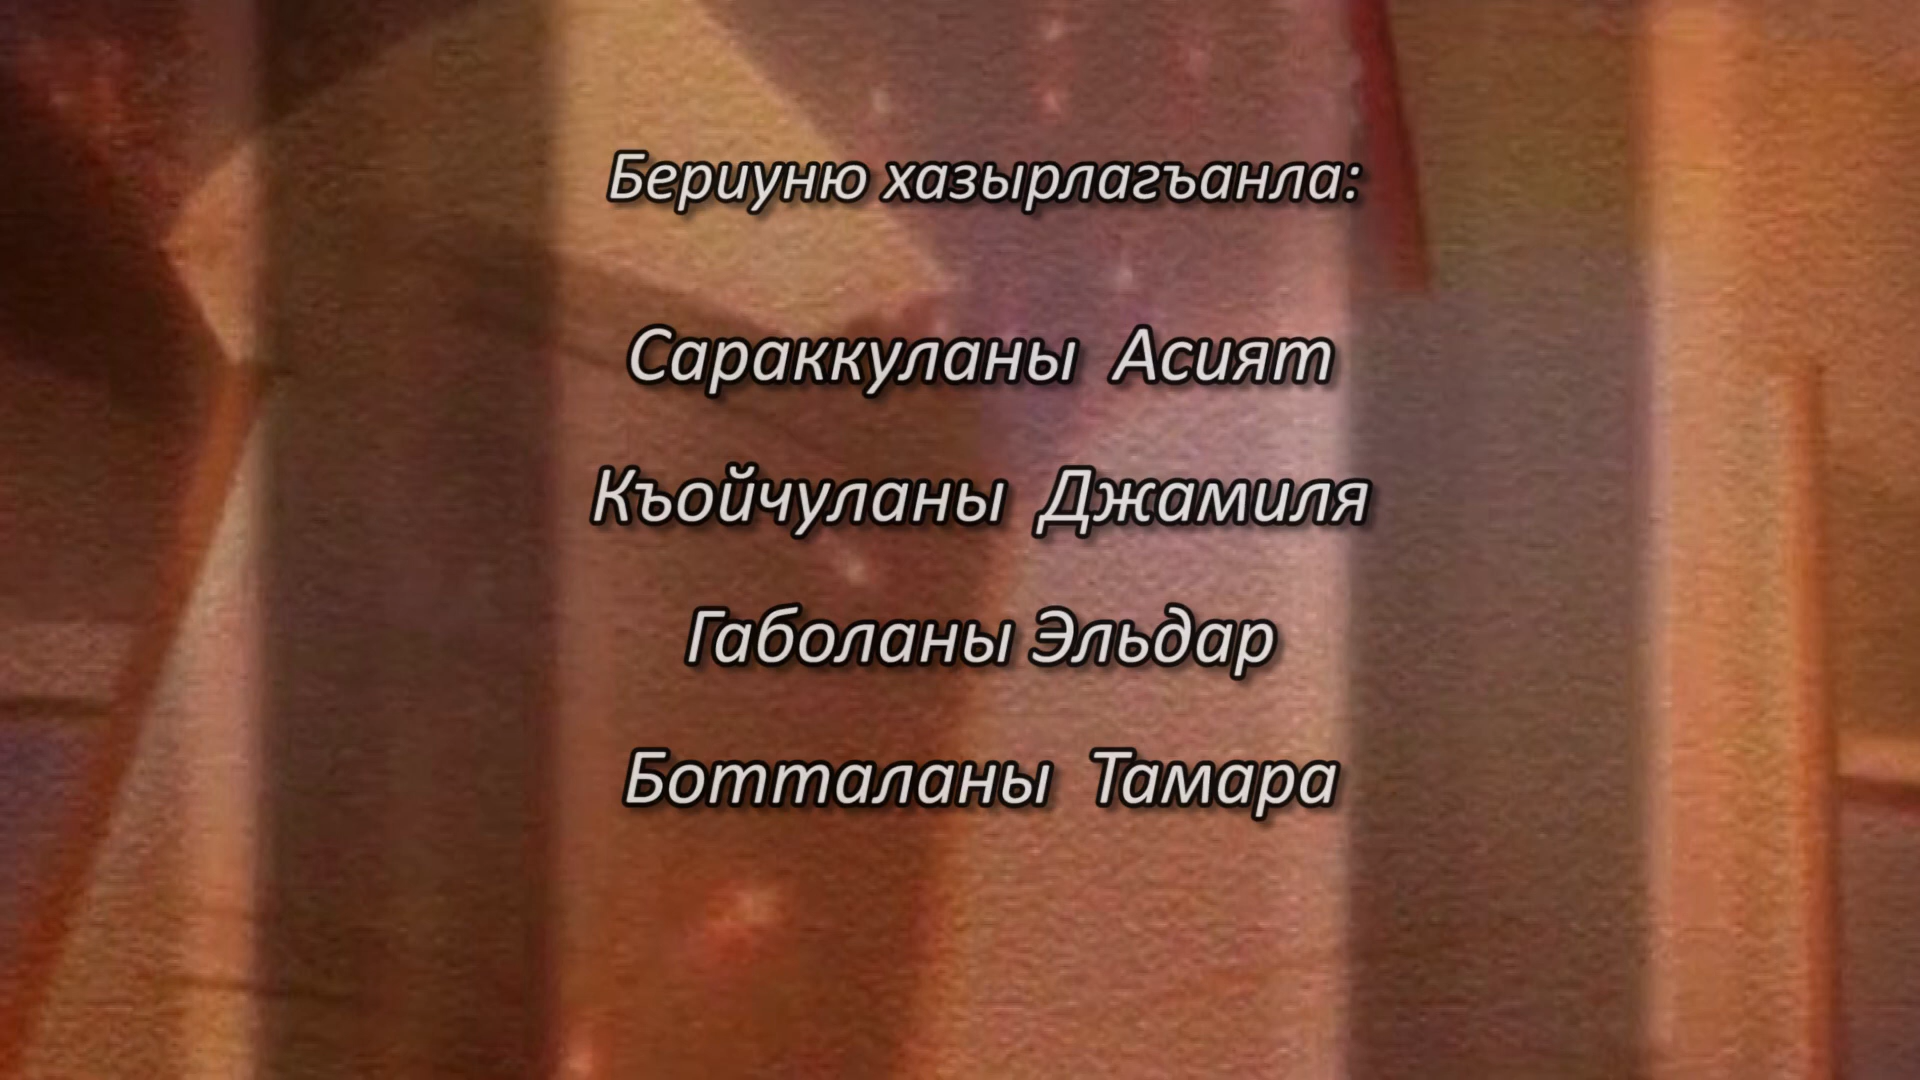 Бериуню хазырлагъанла:
Сараккуланы Асият
Къойчуланы Джамиля
Габоланы Эльдар
Ботталаны Тамара